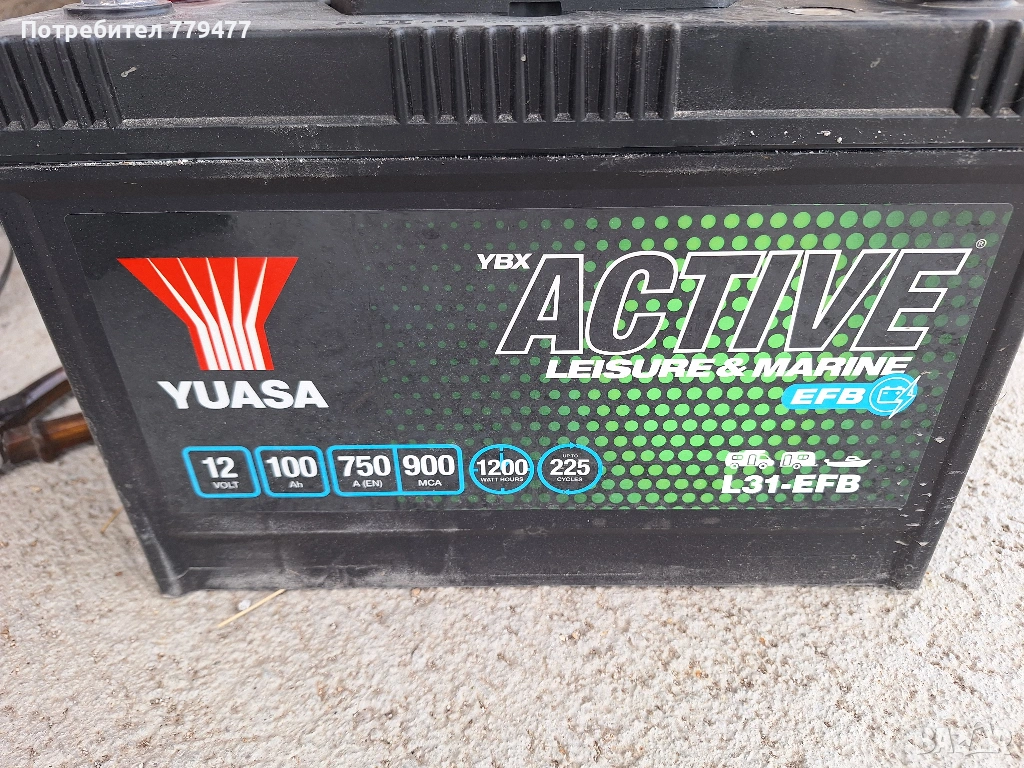 Потребител 779477
YBX ACTIVE®
LEISURE & MARINE
EFB
YUASA
12 VOLT
100 Ah
750 A (EN)
900 MCA
1200 WATT HOURS
UP TO 225 CYCLES
L31-EFB